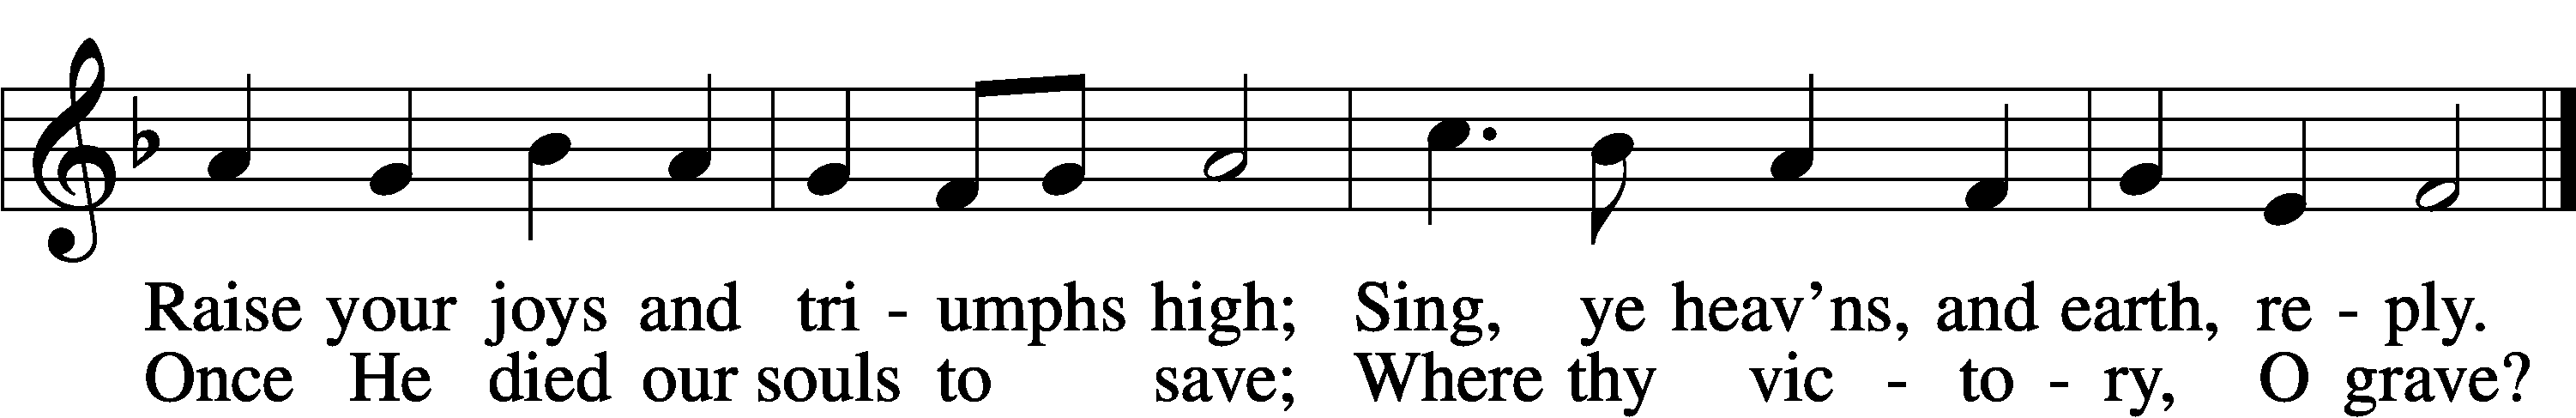 Raise your joys and tri - umphs high; Sing, ye heav'ns, and earth, re - ply.
Once He died our souls to save; Where thy vic - to - ry, O grave?